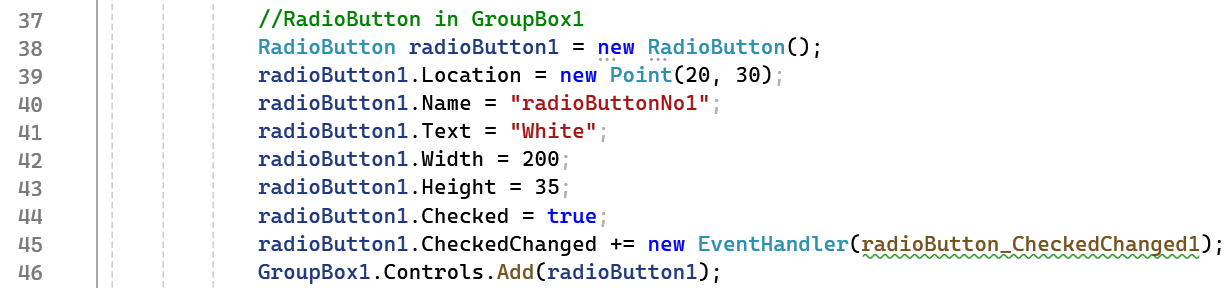 37 //RadioButton in GroupBox1
38 RadioButton radioButton1 = new RadioButton();
39 radioButton1.Location = new Point(20, 30);
40 radioButton1.Name = "radioButtonNo1";
41 radioButton1.Text = "White";
42 radioButton1.Width = 200;
43 radioButton1.Height = 35;
44 radioButton1.Checked = true;
45 radioButton1.CheckedChanged += new EventHandler(radioButton_CheckedChanged1);
46 GroupBox1.Controls.Add(radioButton1);